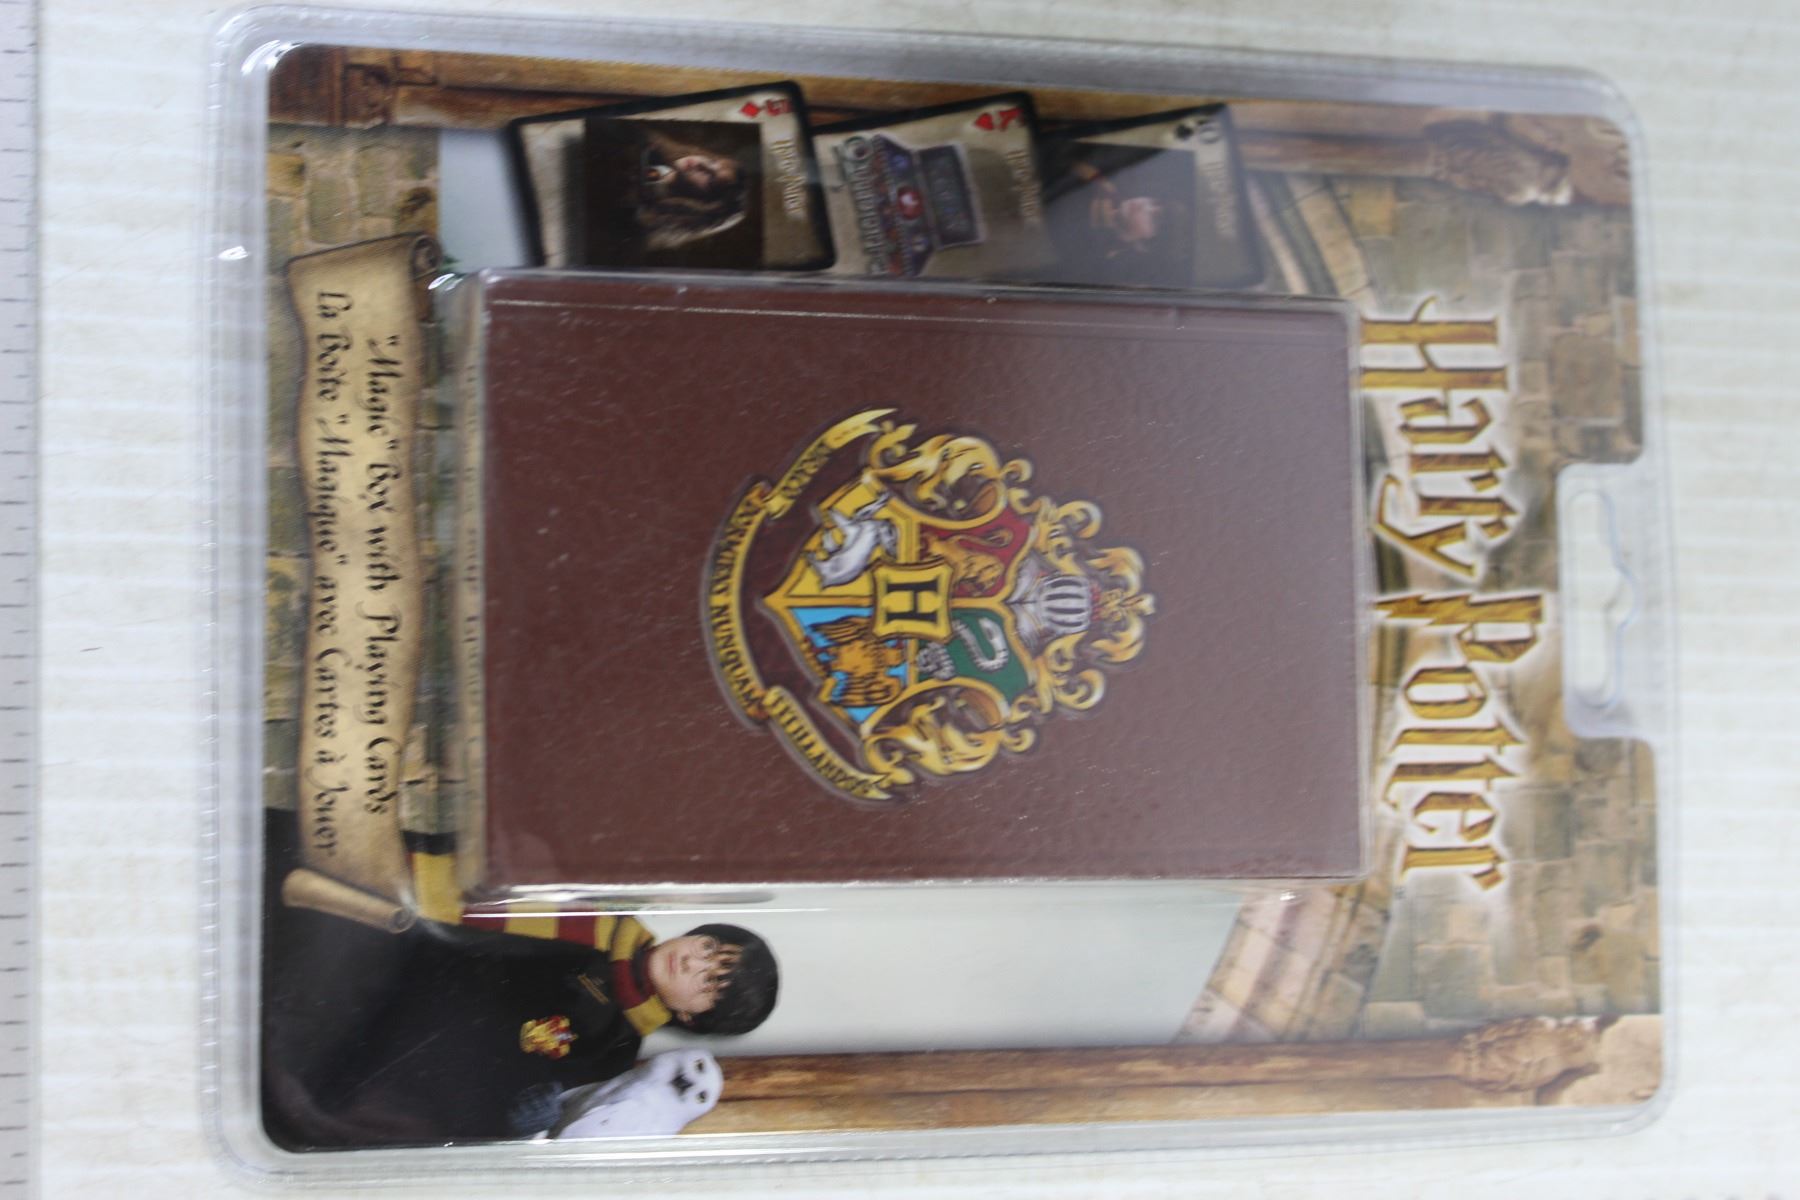 Harry Potter
H
DRACO
DORMIENS NUNQUAM
TITILLANDUS
"Magic" Box with Playing Cards
La Boîte "Magique" avec Cartes à Jouer